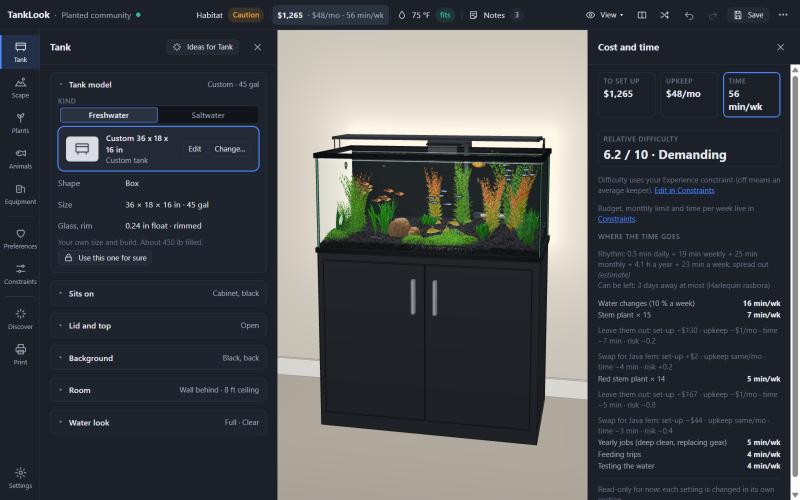 TankLook · Planted community
Habitat Caution
$1,265 · $48/mo · 56 min/wk
75 °F fits
Notes 3
View
Save
Tank
Scape
Plants
Animals
Equipment
Preferences
Constraints
Discover
Print
Settings
Tank
Ideas for Tank
Tank model
Custom · 45 gal
KIND
Freshwater
Saltwater
Custom 36 x 18 x
16 in
Custom tank
Edit
Change...
Shape Box
Size 36 × 18 × 16 in · 45 gal
Glass, rim 0.24 in float · rimmed
Your own size and build. About 450 lb filled.
Use this one for sure
Sits on Cabinet, black
Lid and top Open
Background Black, back
Room Wall behind · 8 ft ceiling
Water look Full · Clear
Cost and time
TO SET UP
$1,265
UPKEEP
$48/mo
TIME
56
min/wk
RELATIVE DIFFICULTY
6.2 / 10 · Demanding
Difficulty uses your Experience constraint (off means an
average keeper). Edit in Constraints
Budget, monthly limit and time per week live in
Constraints.
WHERE THE TIME GOES
Rhythm: 0.5 min daily + 19 min weekly + 25 min
monthly + 4.1 h a year + 23 min a week, spread out
(estimate)
Can be left: 3 days away at most (Harlequin rasbora)
Water changes (10 % a week) 16 min/wk
Stem plant × 15 7 min/wk
Leave them out: set-up −$130 · upkeep −$1/mo · time
−7 min · risk −0.2
Swap for Java fern: set-up +$2 · upkeep same/mo ·
time −4 min · risk +0.2
Red stem plant × 14 5 min/wk
Leave them out: set-up −$167 · upkeep −$1/mo · time
−5 min · risk −0.8
Swap for Java fern: set-up −$44 · upkeep same/mo ·
time −3 min · risk −0.4
Yearly jobs (deep clean, replacing gear) 5 min/wk
Feeding trips 4 min/wk
Testing the water 4 min/wk
Read-only for now: each setting is changed in its own